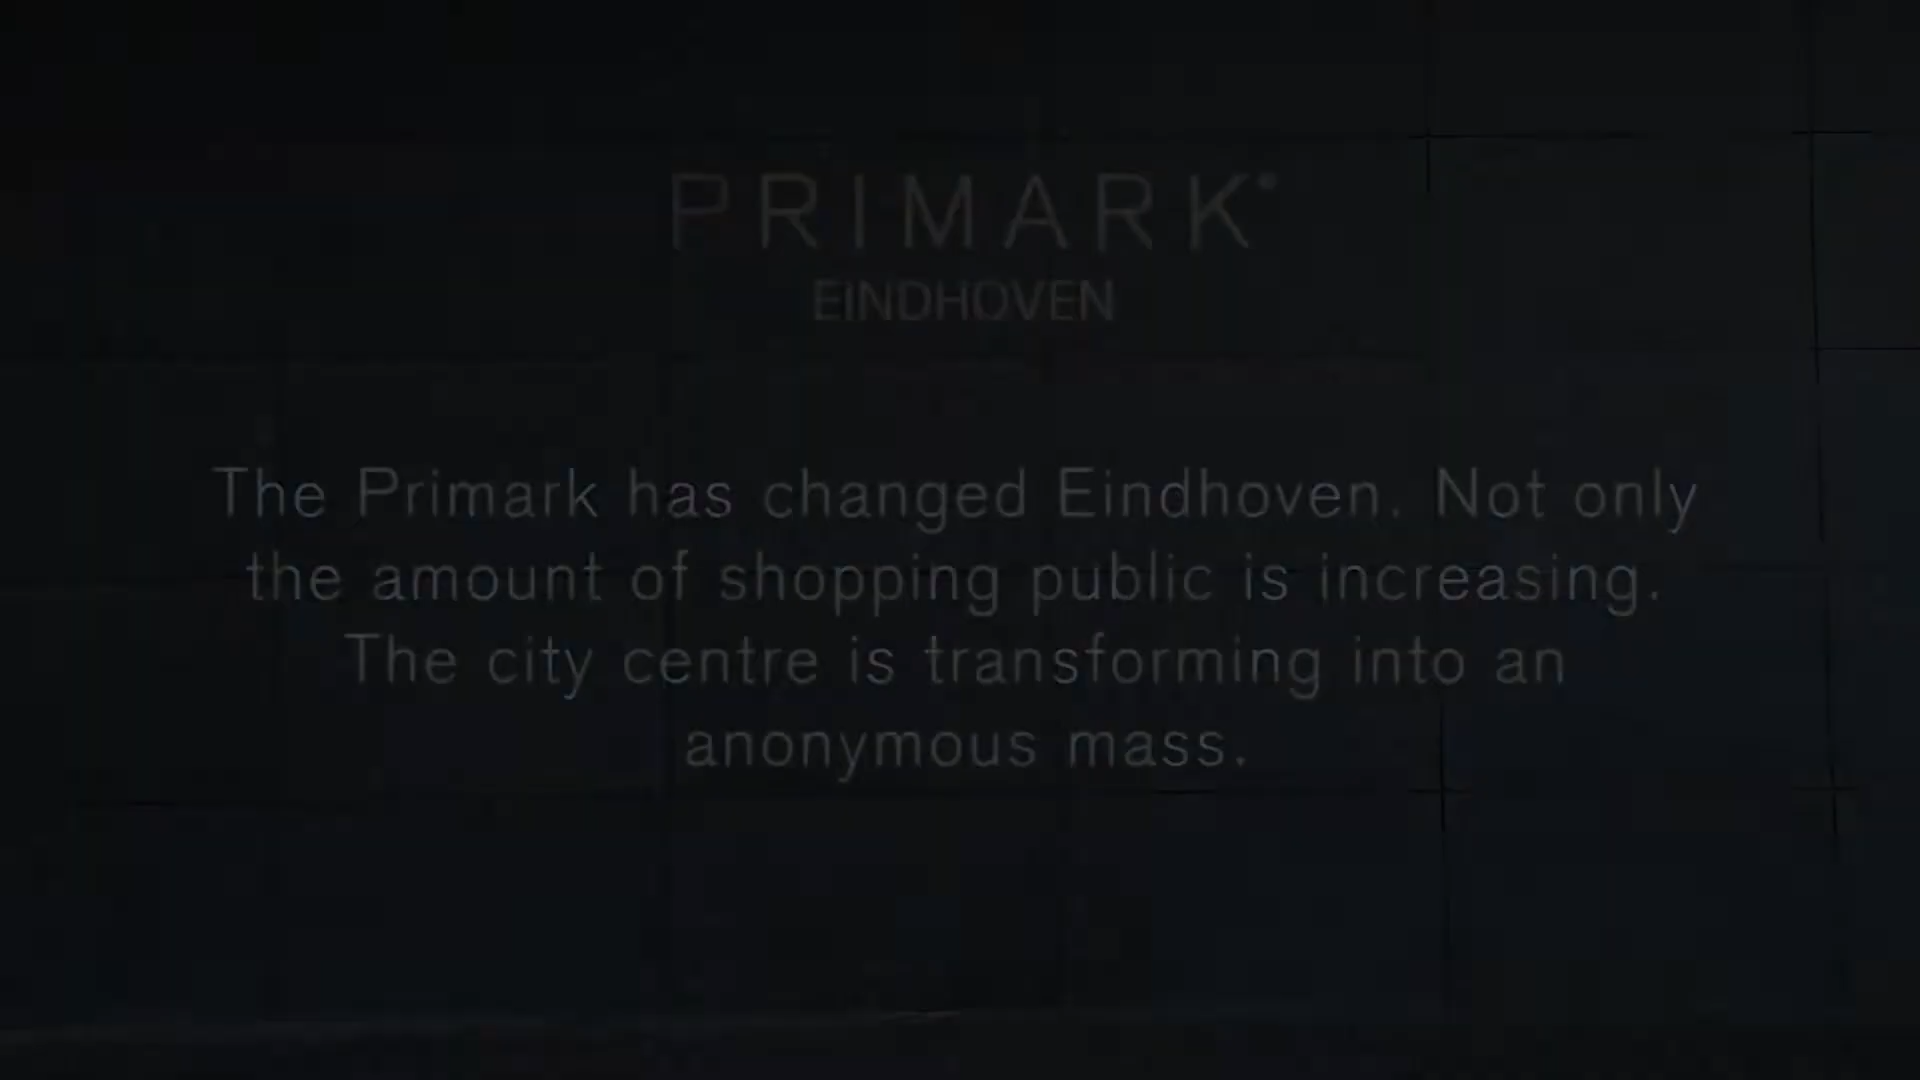 PRIMARK®
EINDHOVEN
The Primark has changed Eindhoven. Not only
the amount of shopping public is increasing.
The city centre is transforming into an
anonymous mass.